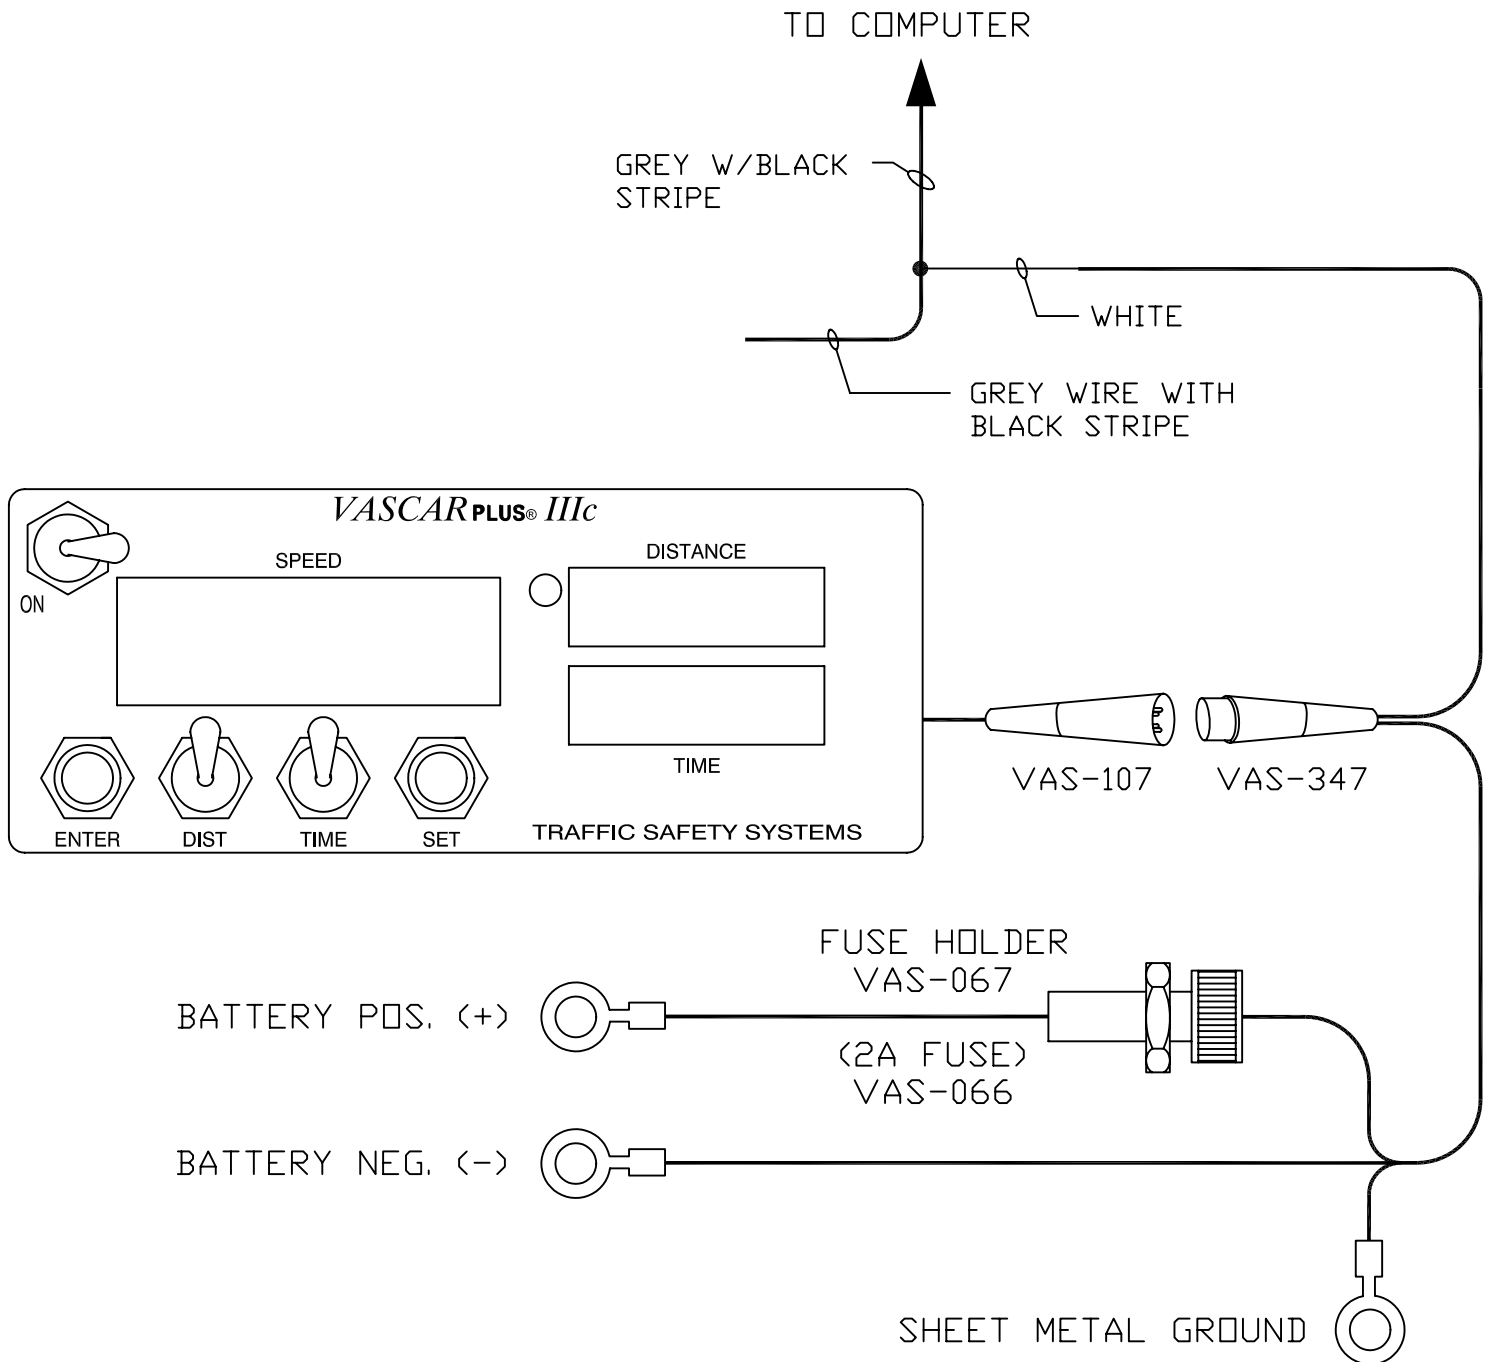 TO COMPUTER
GREY W/BLACK
STRIPE
WHITE
GREY WIRE WITH
BLACK STRIPE
VASCAR PLUS® IIIc
SPEED
DISTANCE
ON
TIME
ENTER
DIST
TIME
SET
TRAFFIC SAFETY SYSTEMS
VAS-107
VAS-347
FUSE HOLDER
VAS-067
BATTERY POS. (+)
(2A FUSE)
VAS-066
BATTERY NEG. (-)
SHEET METAL GROUND